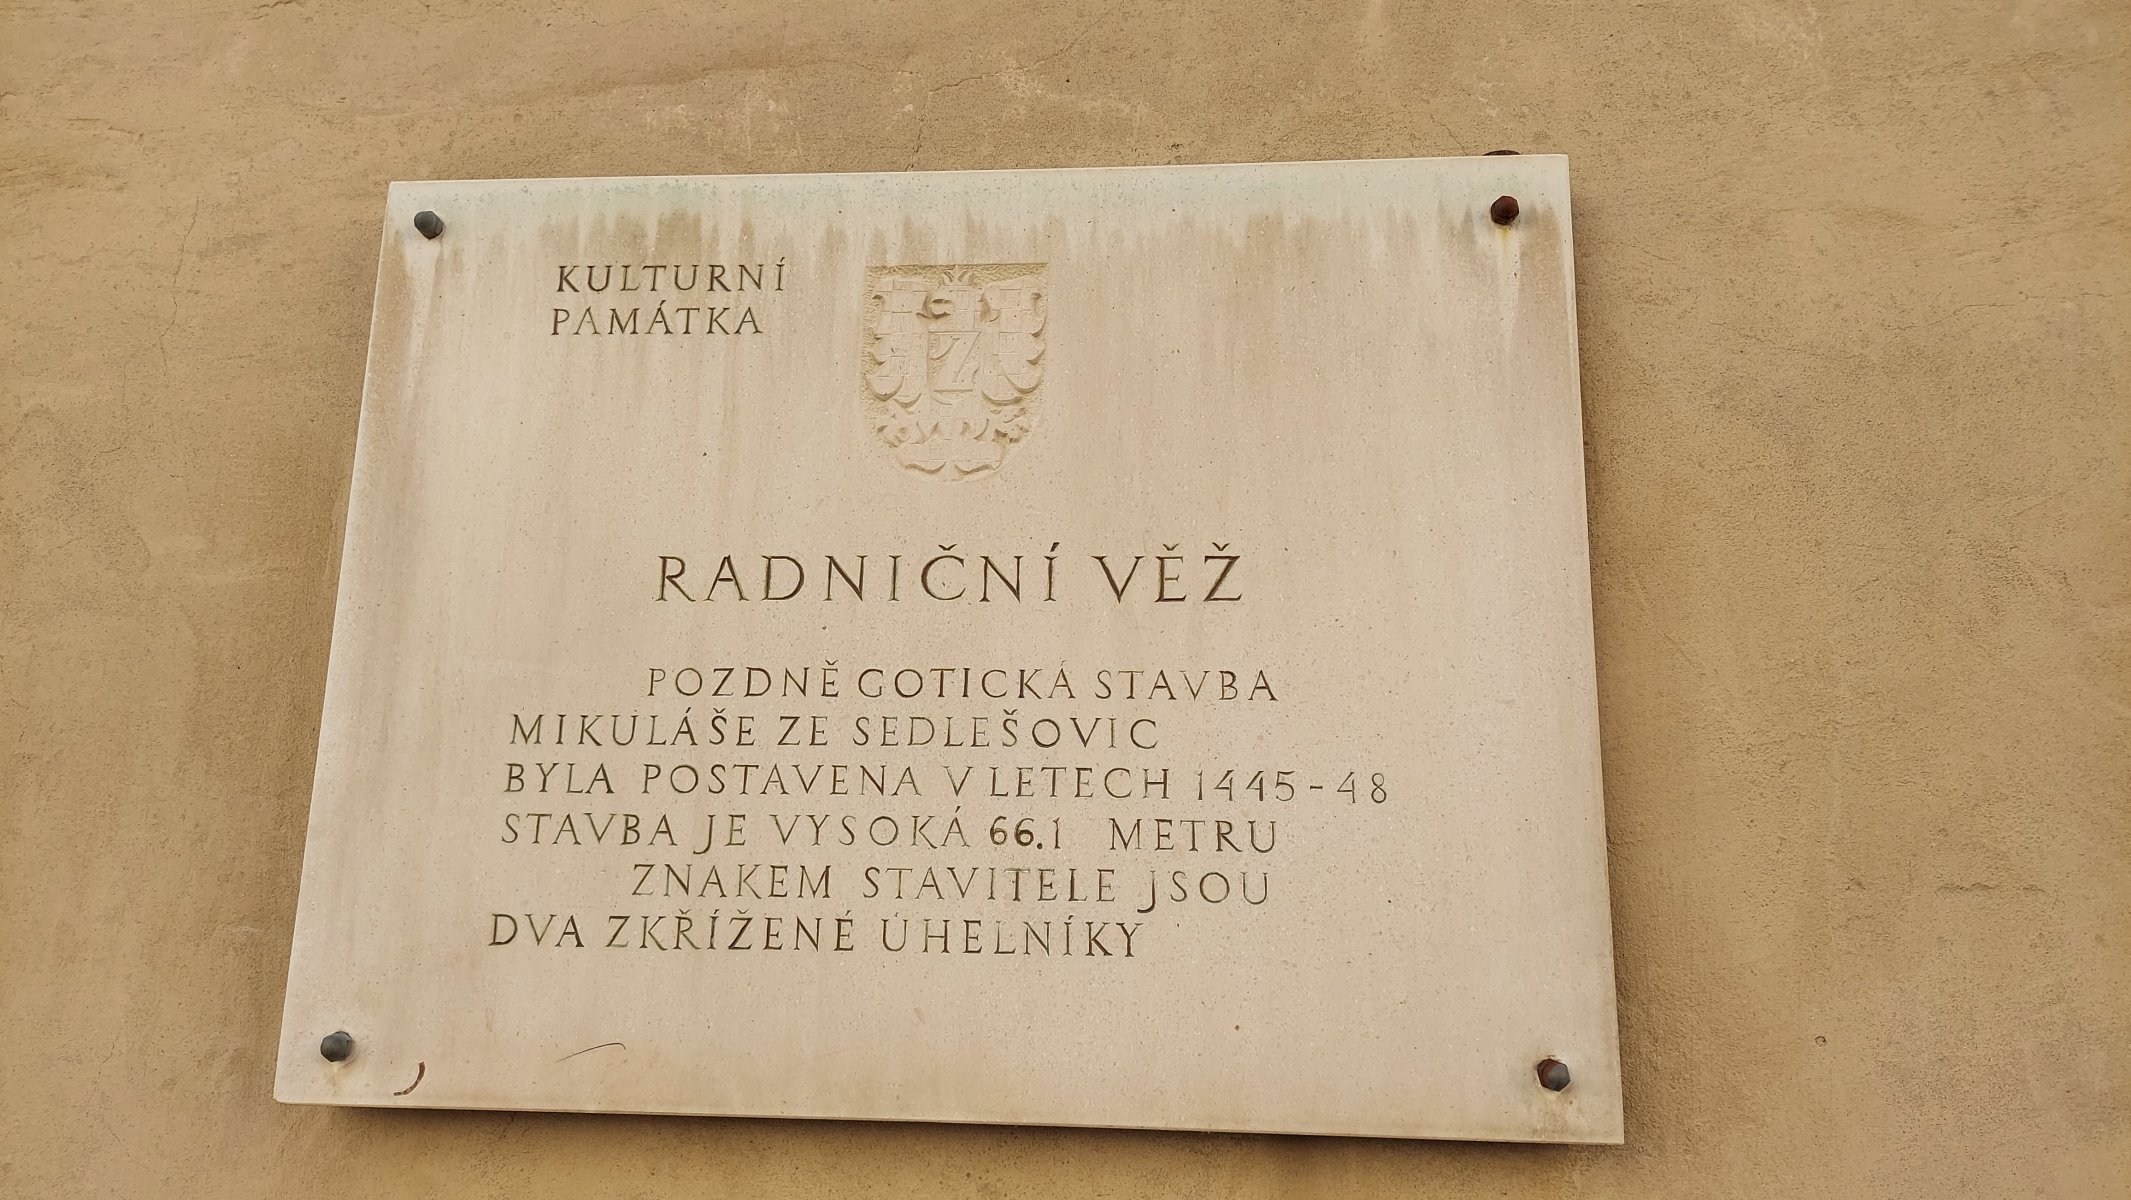 KULTURNÍ
PAMÁTKA
Z
RADNIČNÍ VĚŽ
POZDNĚ GOTICKÁ STAVBA
MIKULÁŠE ZE SEDLEŠOVIC
BYLA POSTAVENA V LETECH 1445-48
STAVBA JE VYSOKÁ 66.1 METRU
ZNAKEM STAVITELE JSOU
DVA ZKŘÍŽENÉ ÚHELNÍKY